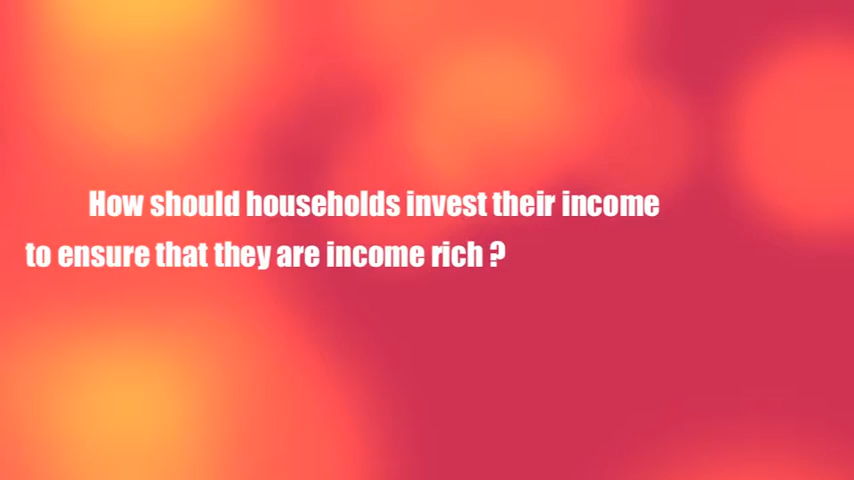 How should households invest their income
to ensure that they are income rich ?